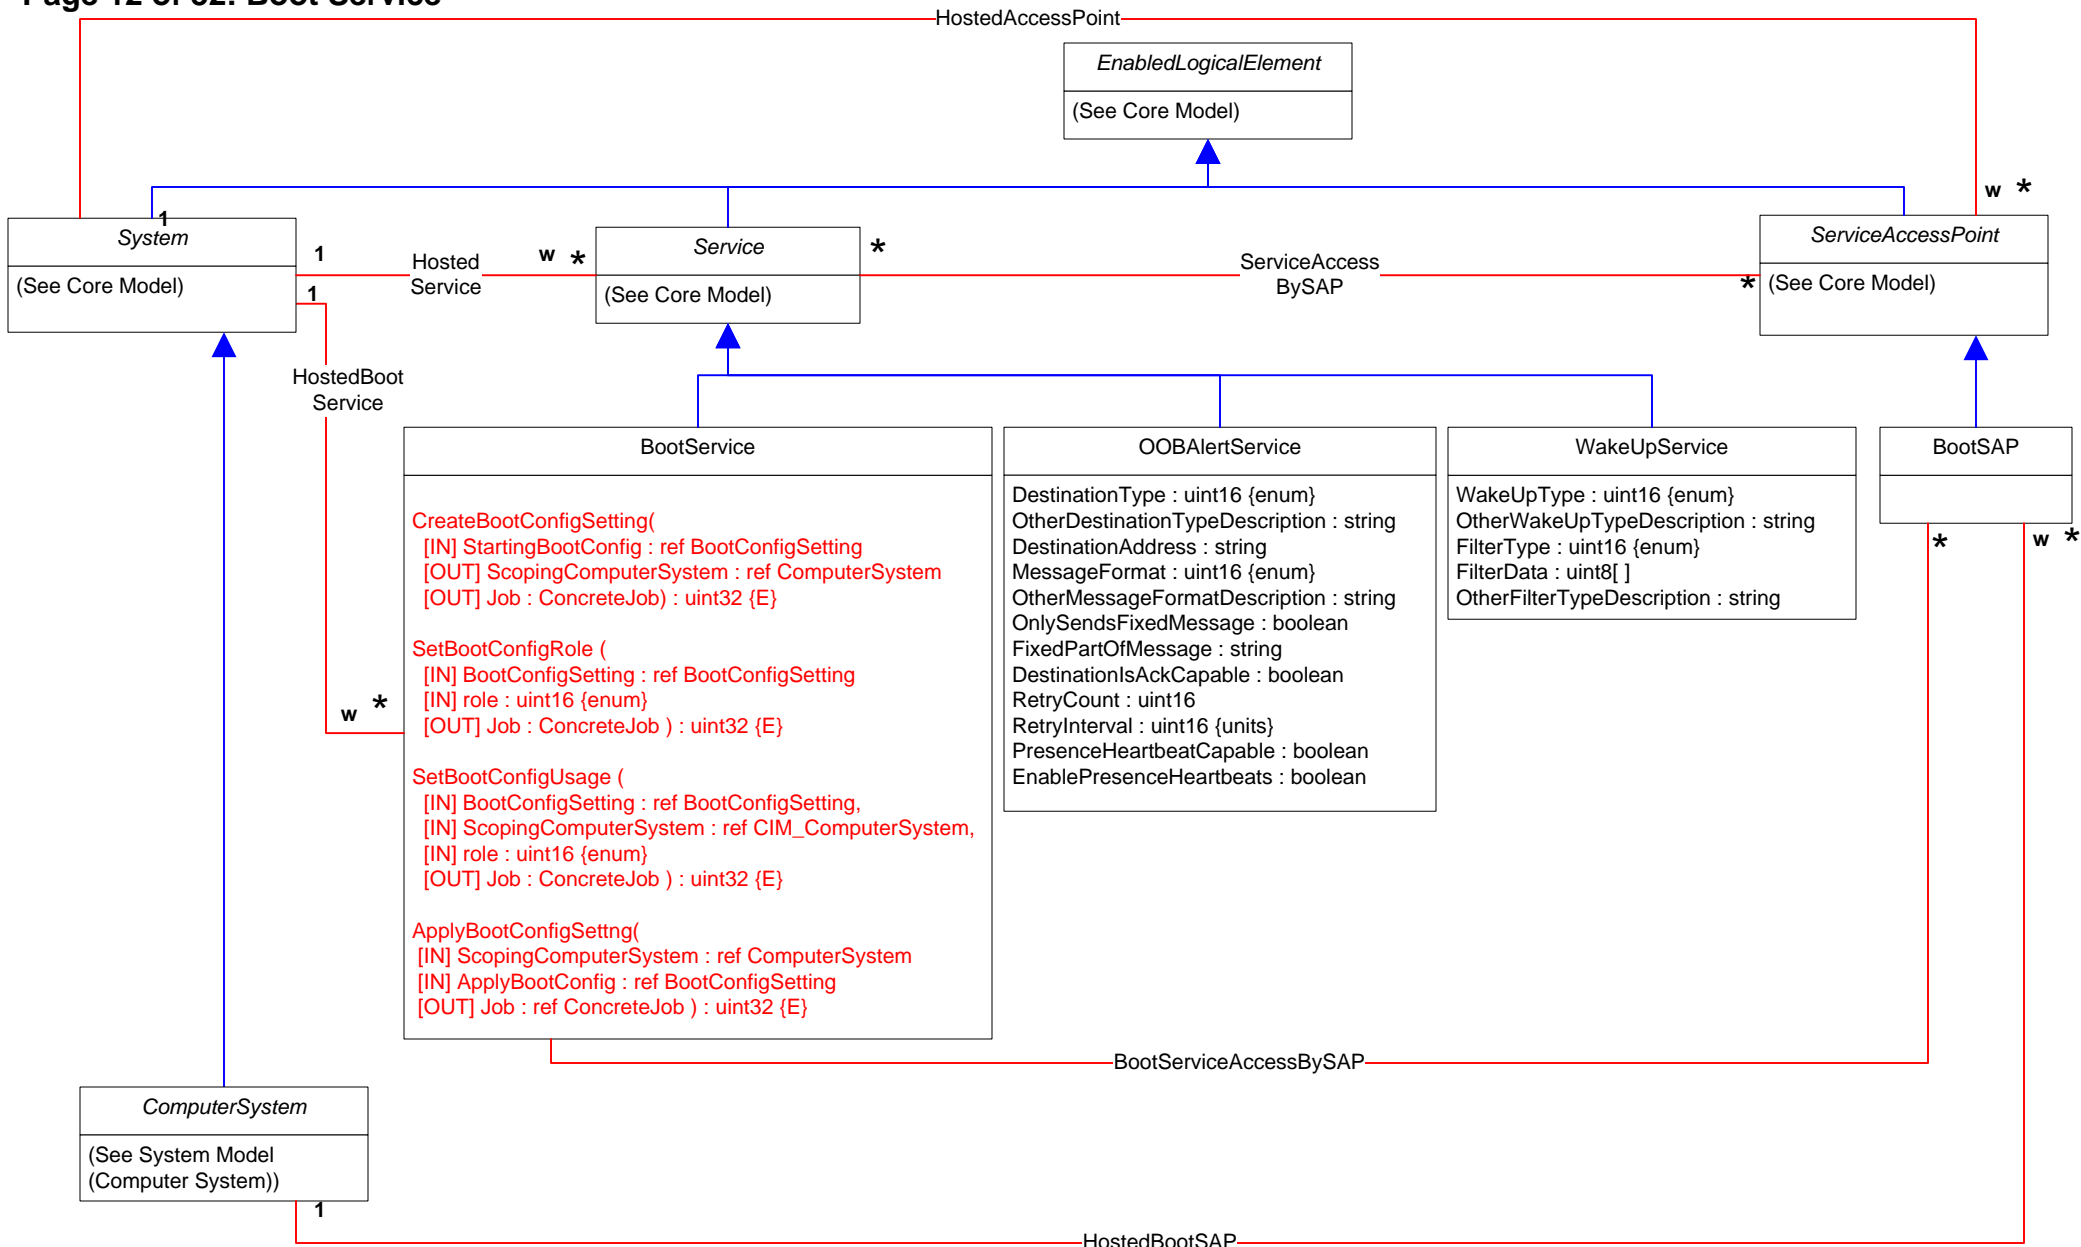 Page 12 of 52: Boot Service
HostedAccessPoint
EnabledLogicalElement
(See Core Model)
w *
1
System
(See Core Model)
1
1
Hosted
Service
w *
Service
(See Core Model)
*
ServiceAccess
BySAP
*
ServiceAccessPoint
(See Core Model)
HostedBoot
Service
w *
BootService
CreateBootConfigSetting(
[IN] StartingBootConfig : ref BootConfigSetting
[OUT] ScopingComputerSystem : ref ComputerSystem
[OUT] Job : ConcreteJob) : uint32 {E}
SetBootConfigRole (
[IN] BootConfigSetting : ref BootConfigSetting
[IN] role : uint16 {enum}
[OUT] Job : ConcreteJob ) : uint32 {E}
SetBootConfigUsage (
[IN] BootConfigSetting : ref BootConfigSetting,
[IN] ScopingComputerSystem : ref CIM_ComputerSystem,
[IN] role : uint16 {enum}
[OUT] Job : ConcreteJob ) : uint32 {E}
ApplyBootConfigSettng(
[IN] ScopingComputerSystem : ref ComputerSystem
[IN] ApplyBootConfig : ref BootConfigSetting
[OUT] Job : ref ConcreteJob ) : uint32 {E}
OOBAlertService
DestinationType : uint16 {enum}
OtherDestinationTypeDescription : string
DestinationAddress : string
MessageFormat : uint16 {enum}
OtherMessageFormatDescription : string
OnlySendsFixedMessage : boolean
FixedPartOfMessage : string
DestinationIsAckCapable : boolean
RetryCount : uint16
RetryInterval : uint16 {units}
PresenceHeartbeatCapable : boolean
EnablePresenceHeartbeats : boolean
WakeUpService
WakeUpType : uint16 {enum}
OtherWakeUpTypeDescription : string
FilterType : uint16 {enum}
FilterData : uint8[ ]
OtherFilterTypeDescription : string
BootSAP
*
w *
BootServiceAccessBySAP
ComputerSystem
(See System Model
(Computer System))
1
HostedBootSAP